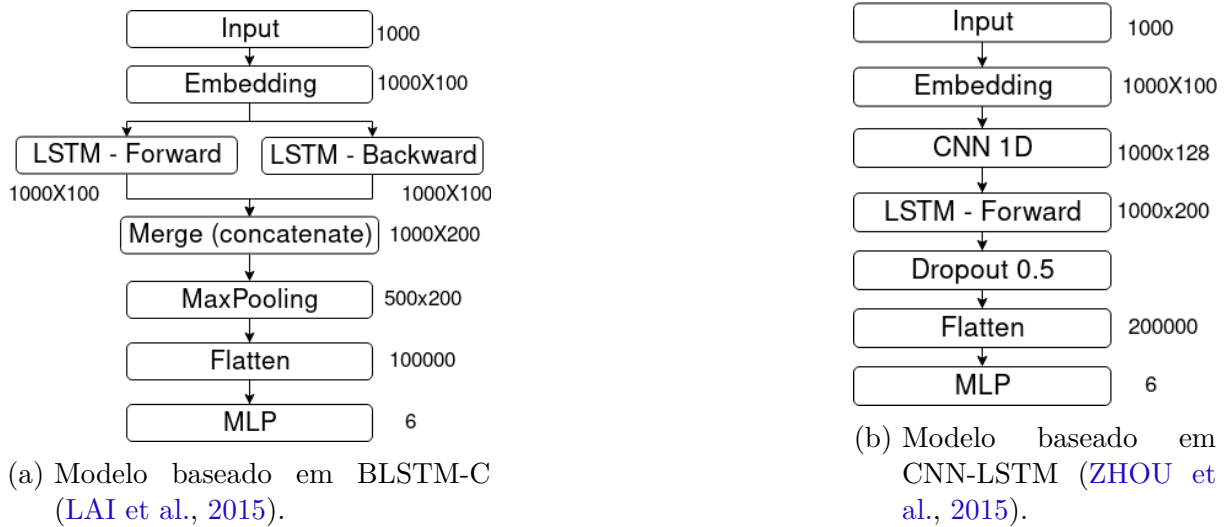 Input
1000
Embedding
1000X100
LSTM - Forward
LSTM - Backward
1000X100
1000X100
Merge (concatenate)
1000X200
MaxPooling
500x200
Flatten
100000
MLP
6
(a) Modelo baseado em BLSTM-C
(LAI et al., 2015).
Input
1000
Embedding
1000X100
CNN 1D
1000x128
LSTM - Forward
1000x200
Dropout 0.5
Flatten
200000
MLP
6
(b) Modelo baseado em
CNN-LSTM (ZHOU et
al., 2015).